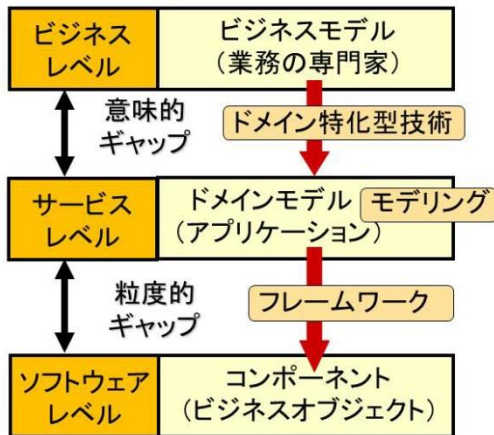 ビジネス
レベル
ビジネスモデル
(業務の専門家)
意味的
ギャップ
ドメイン特化型技術
サービス
レベル
ドメインモデル
(アプリケーション)
モデリング
粒度的
ギャップ
フレームワーク
ソフトウェア
レベル
コンポーネント
(ビジネスオブジェクト)